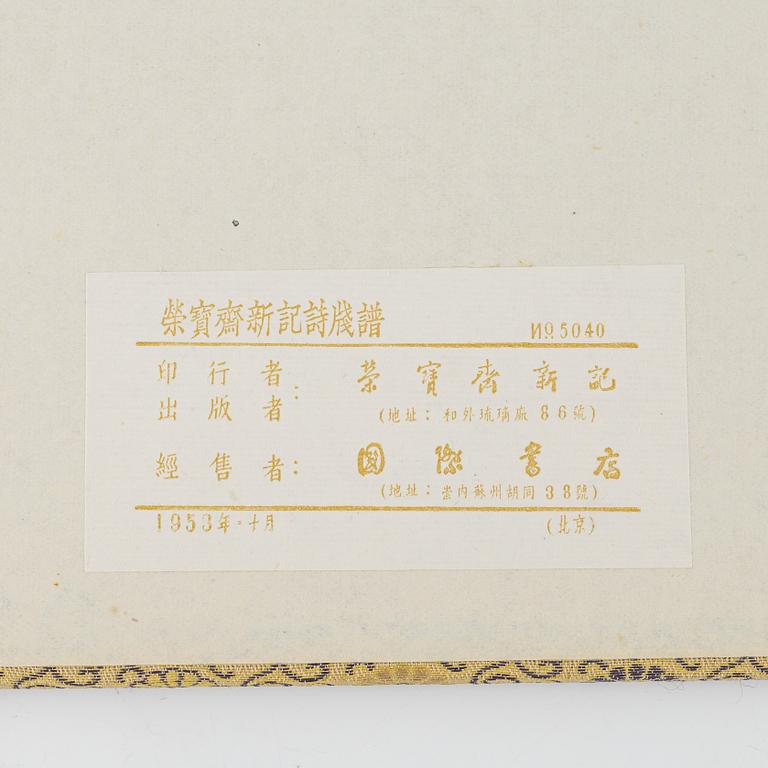 榮寶齋新記詩牋譜
№5040
印行者
出版者 : 榮寶齋新記
(地址: 和外琉璃廠 86號)
經售者: 國際書店
(地址: 崇內蘇州胡同 38號)
1953年·十月 (北京)